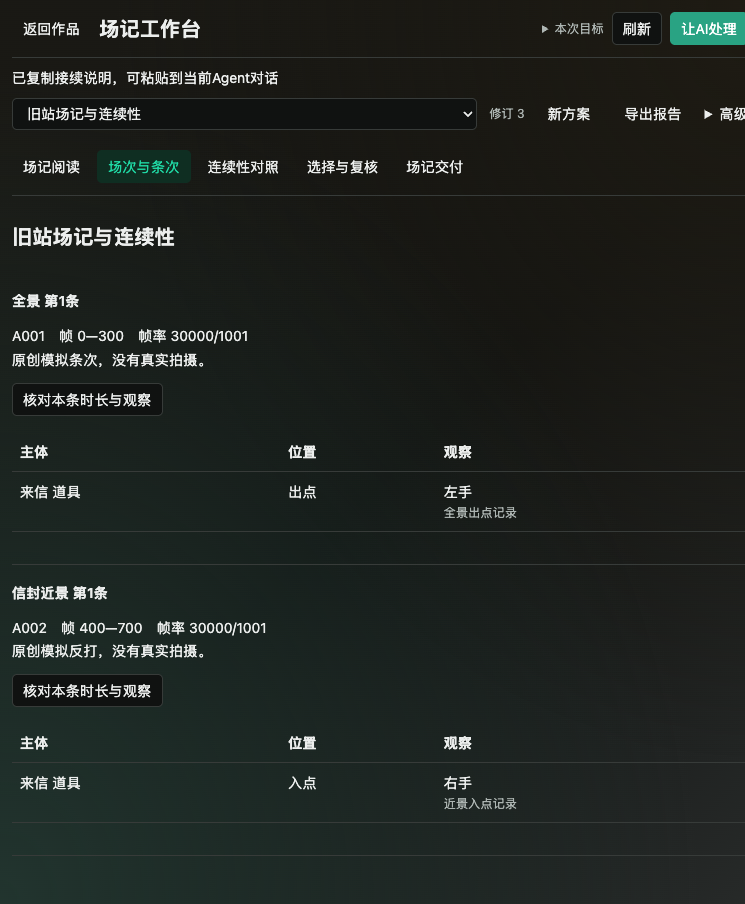 返回作品 场记工作台 ▶ 本次目标 刷新 让AI处理
已复制接续说明，可粘贴到当前Agent对话
旧站场记与连续性 修订 3 新方案 导出报告 ▶ 高级
场记阅读 场次与条次 连续性对照 选择与复核 场记交付
旧站场记与连续性
全景 第1条
A001 帧 0—300 帧率 30000/1001
原创模拟条次，没有真实拍摄。
核对本条时长与观察
主体 位置 观察
来信 道具 出点 左手
全景出点记录
信封近景 第1条
A002 帧 400—700 帧率 30000/1001
原创模拟反打，没有真实拍摄。
核对本条时长与观察
主体 位置 观察
来信 道具 入点 右手
近景入点记录